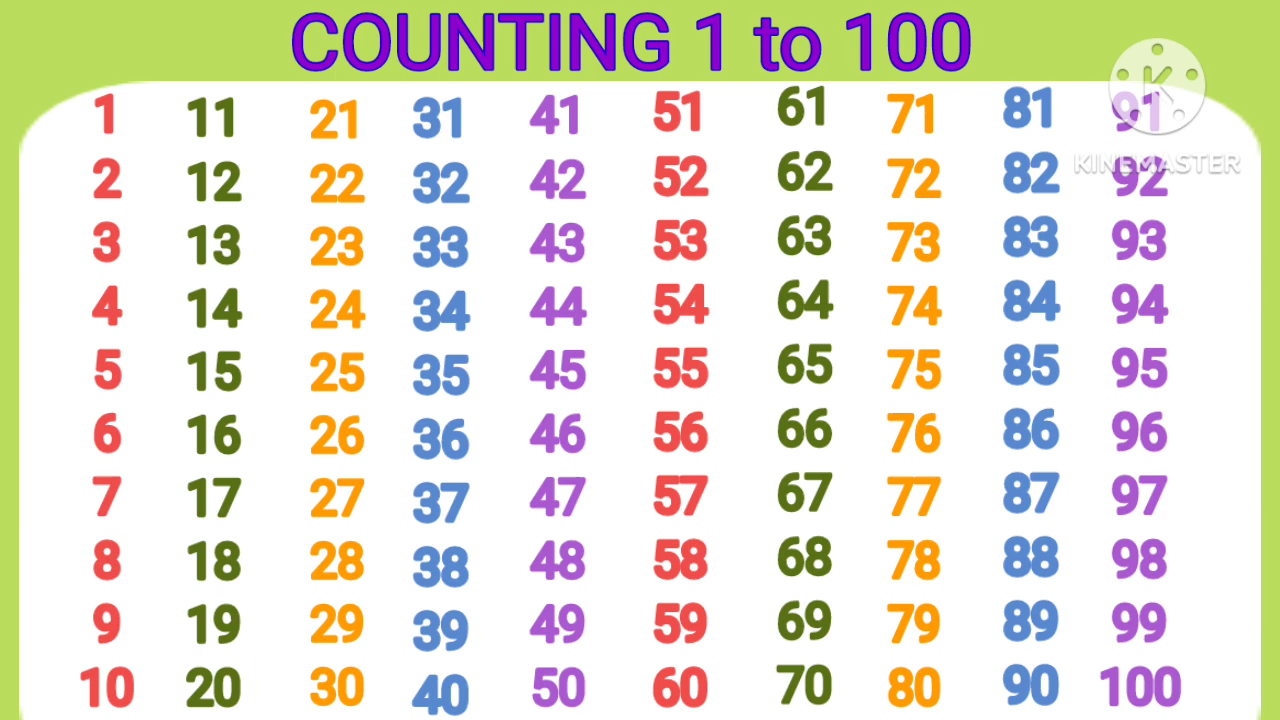 COUNTING 1 to 100
1 11 21 31 41 51 61 71 81 91
K
KINEMASTER
2 12 22 32 42 52 62 72 82 92
3 13 23 33 43 53 63 73 83 93
4 14 24 34 44 54 64 74 84 94
5 15 25 35 45 55 65 75 85 95
6 16 26 36 46 56 66 76 86 96
7 17 27 37 47 57 67 77 87 97
8 18 28 38 48 58 68 78 88 98
9 19 29 39 49 59 69 79 89 99
10 20 30 40 50 60 70 80 90 100